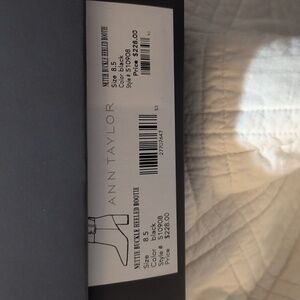 ANN TAYLOR
NETTIE BUCKLE HEELED BOOTIE
Size 8.5
Color black
Style # 510908
Price $228.00
27707647
NETTIE BUCKLE HEELED BOOTIE
Size 8.5
Color black
Style # 510908
Price $228.00